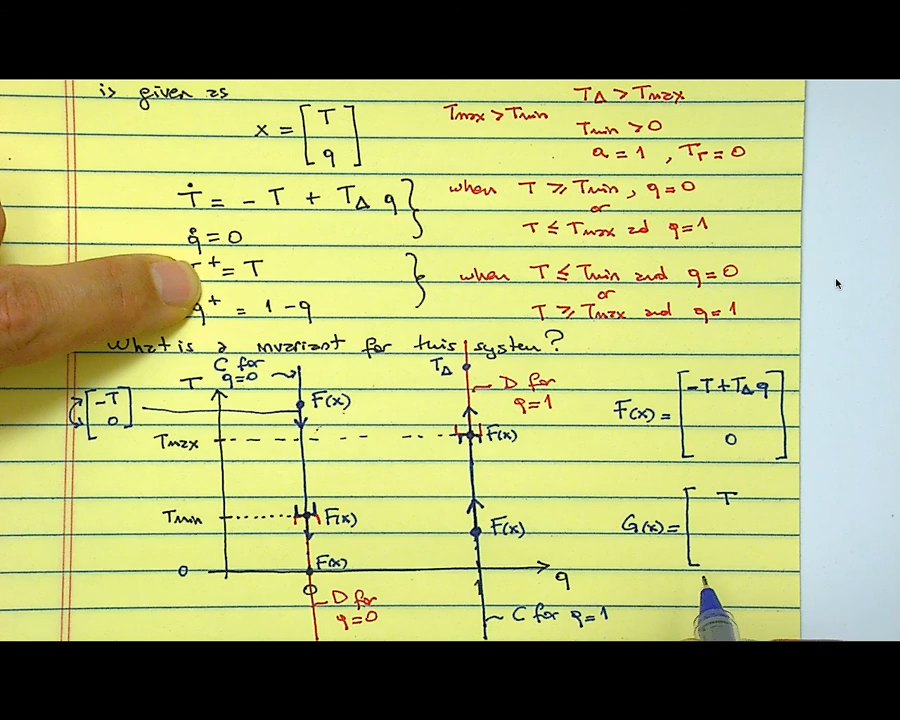 is given as
x = [ T
q ]
TΔ > Tmax
Tmax > Tmin
Tmin > 0
a = 1 , Tr = 0
Ṫ = - T + TΔ q }
when T ≥ Tmin , q = 0
or
T ≤ Tmax and q = 1
q̇ = 0
+ = T }
when T ≤ Tmin and q = 0
or
T ≥ Tmax and q = 1
q+ = 1 - q
What is a invariant for this system?
C for
q=0
T
TΔ
D for
q=1
[ -T
0 ]
F(x)
F(x) = [ -T + TΔ q
0 ]
Tmax
F(x)
Tmin
F(x)
F(x)
G(x) = [ T
F(x)
0
q
0
1
D for
q=0
C for q=1